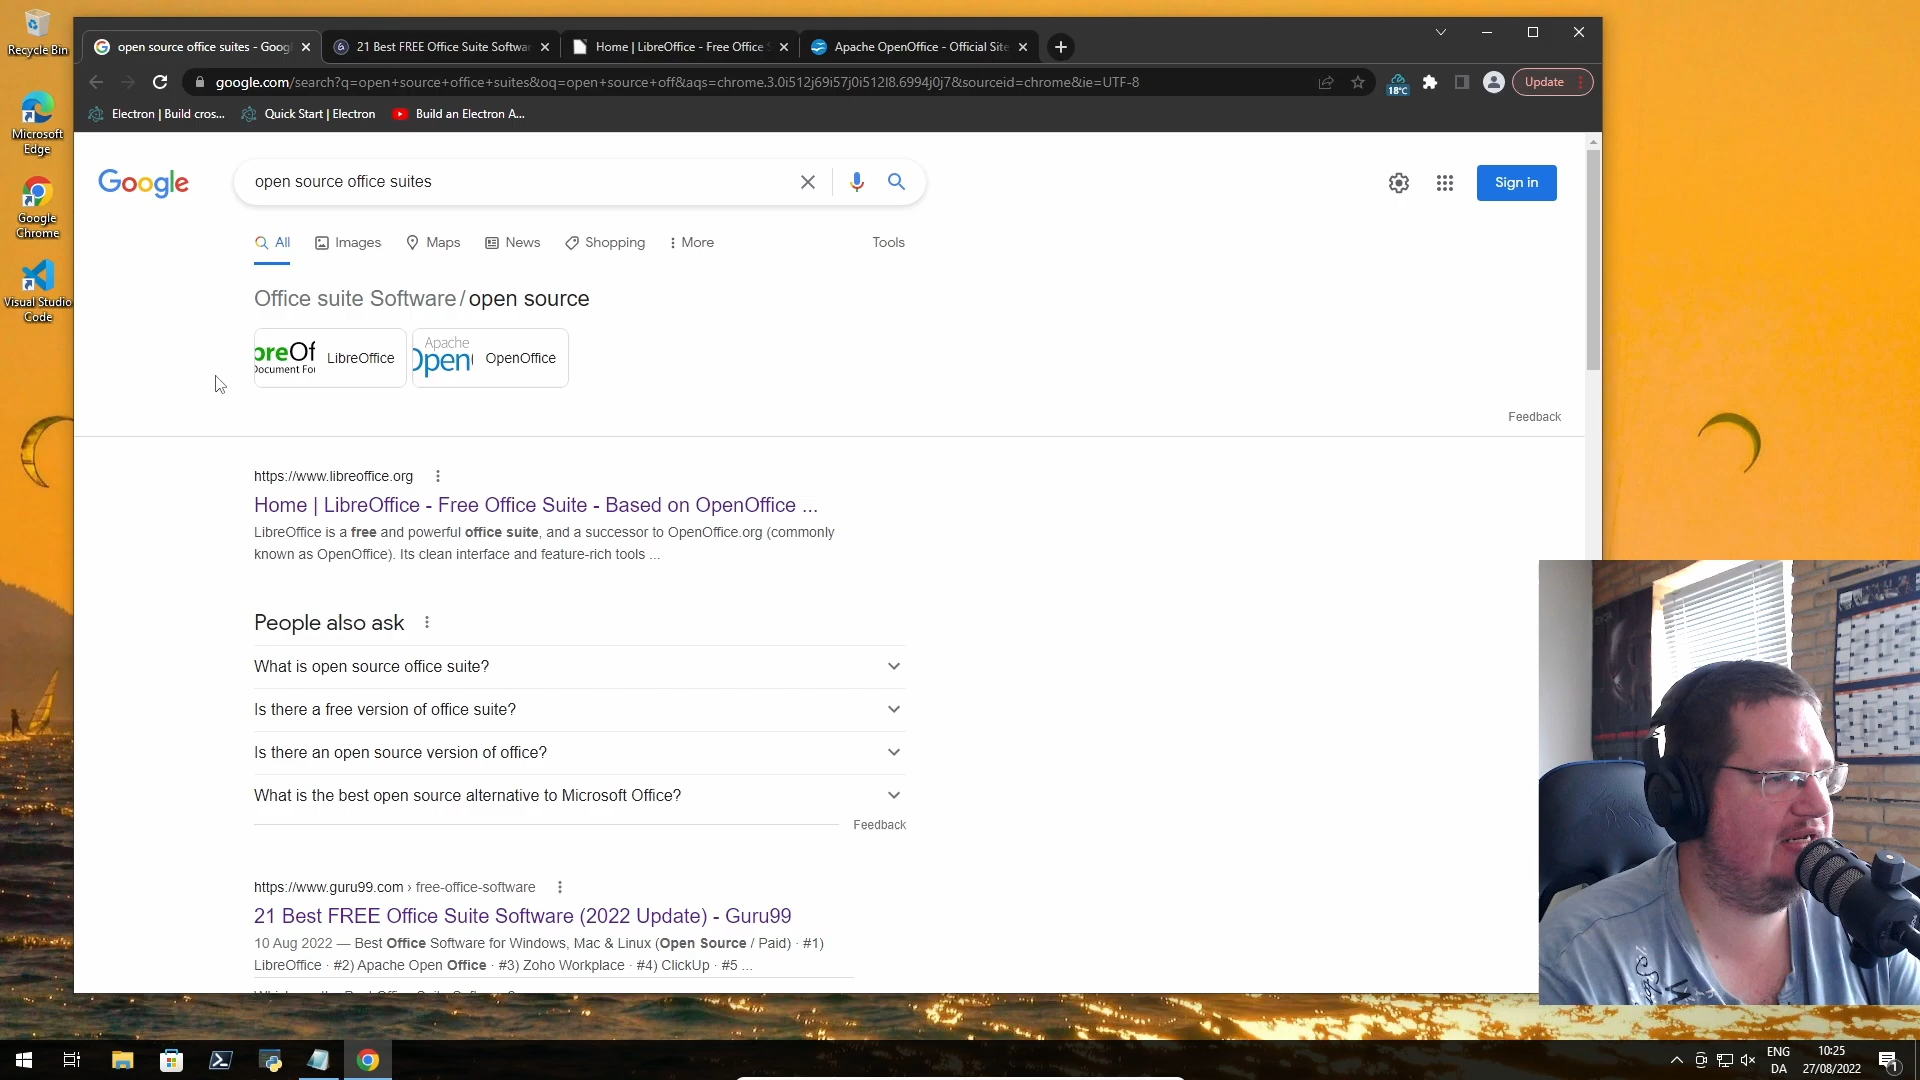 Recycle Bin
Microsoft
Edge
Google
Chrome
Visual Studio
Code
open source office suites - Goog
21 Best FREE Office Suite Softwar
Home | LibreOffice - Free Office S
Apache OpenOffice - Official Site
google.com/search?q=open+source+office+suites&oq=open+source+off&aqs=chrome.3.0i512j69i57j0i512l8.6994j0j7&sourceid=chrome&ie=UTF-8
18°C
Update
Electron | Build cros...
Quick Start | Electron
Build an Electron A...
Google
open source office suites
Sign in
All
Images
Maps
News
Shopping
More
Tools
Office suite Software/open source
breOf
Document Fou
LibreOffice
Apache
Open
OpenOffice
Feedback
https://www.libreoffice.org
Home | LibreOffice - Free Office Suite - Based on OpenOffice ...
LibreOffice is a free and powerful office suite, and a successor to OpenOffice.org (commonly
known as OpenOffice). Its clean interface and feature-rich tools ...
People also ask
What is open source office suite?
Is there a free version of office suite?
Is there an open source version of office?
What is the best open source alternative to Microsoft Office?
Feedback
https://www.guru99.com › free-office-software
21 Best FREE Office Suite Software (2022 Update) - Guru99
10 Aug 2022 — Best Office Software for Windows, Mac & Linux (Open Source / Paid) · #1)
LibreOffice · #2) Apache Open Office · #3) Zoho Workplace · #4) ClickUp · #5 ...
ENG
DA
10:25
27/08/2022
1